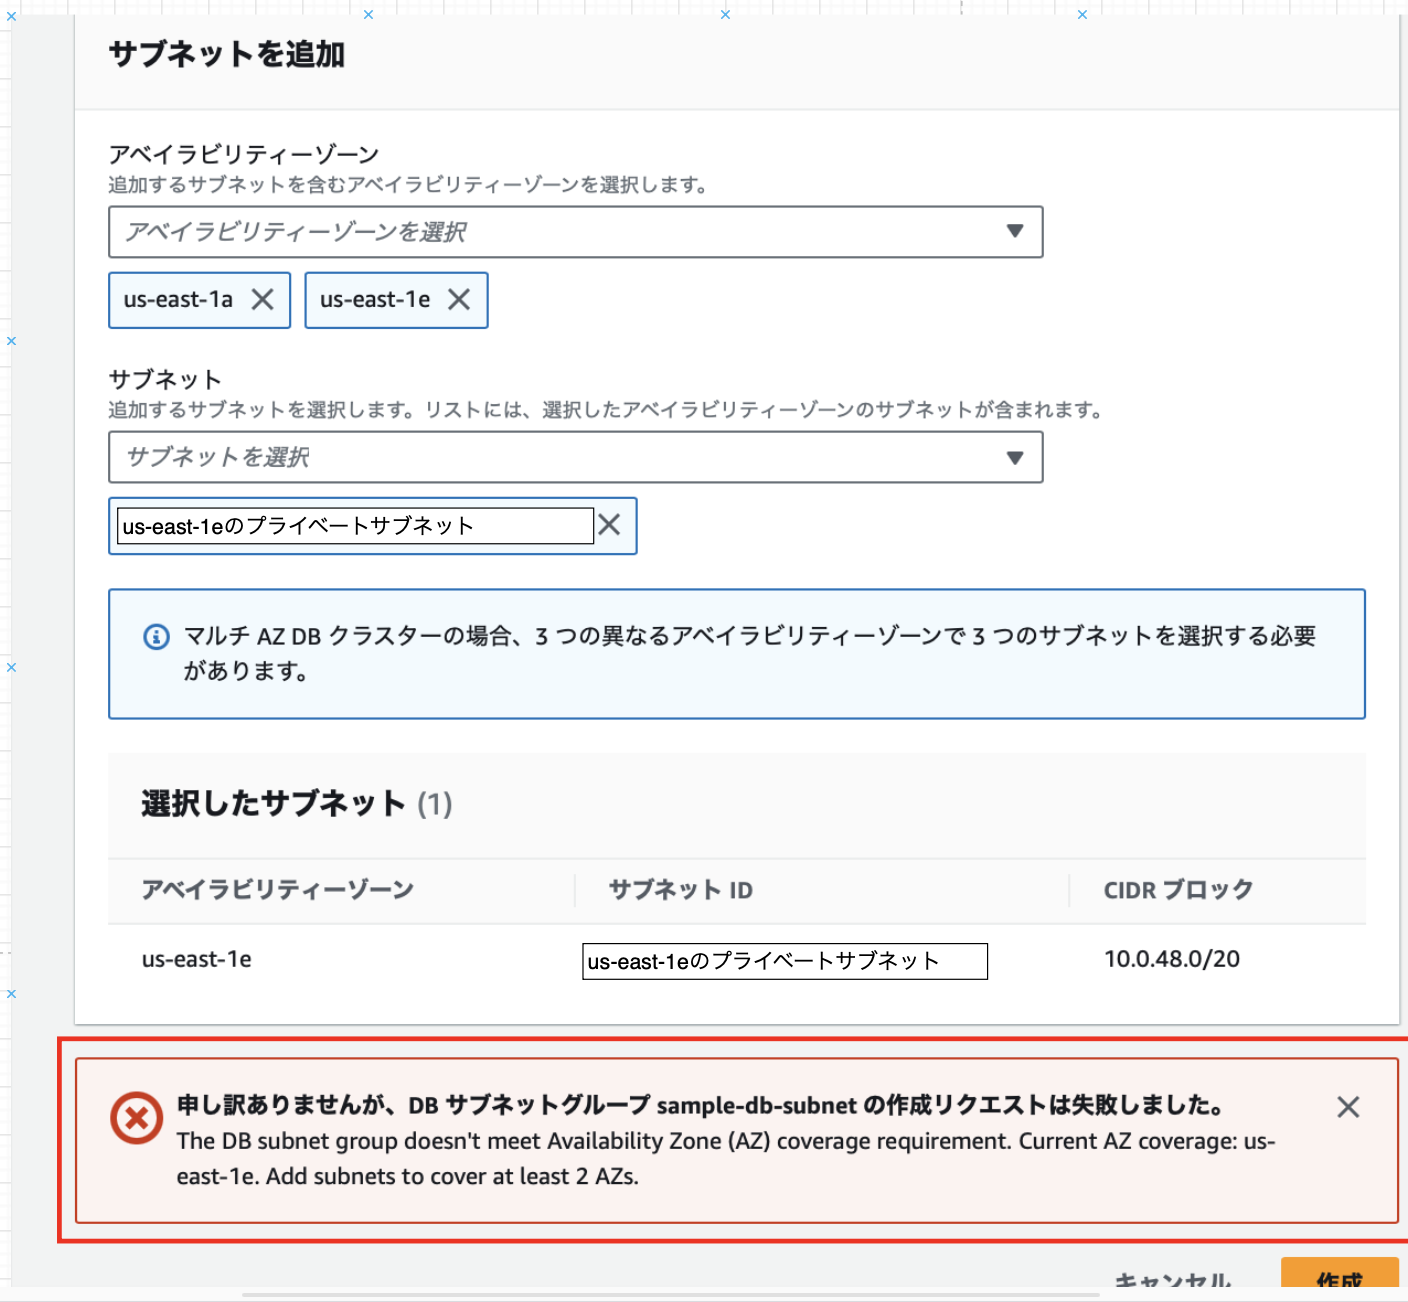 サブネットを追加
アベイラビリティーゾーン
追加するサブネットを含むアベイラビリティーゾーンを選択します。
アベイラビリティーゾーンを選択
us-east-1a
us-east-1e
サブネット
追加するサブネットを選択します。リストには、選択したアベイラビリティーゾーンのサブネットが含まれます。
サブネットを選択
us-east-1eのプライベートサブネット
マルチ AZ DB クラスターの場合、3 つの異なるアベイラビリティーゾーンで 3 つのサブネットを選択する必要
があります。
選択したサブネット (1)
アベイラビリティーゾーン
サブネット ID
CIDR ブロック
us-east-1e
us-east-1eのプライベートサブネット
10.0.48.0/20
申し訳ありませんが、DB サブネットグループ sample-db-subnet の作成リクエストは失敗しました。
The DB subnet group doesn't meet Availability Zone (AZ) coverage requirement. Current AZ coverage: us-
east-1e. Add subnets to cover at least 2 AZs.
キャンセル
作成